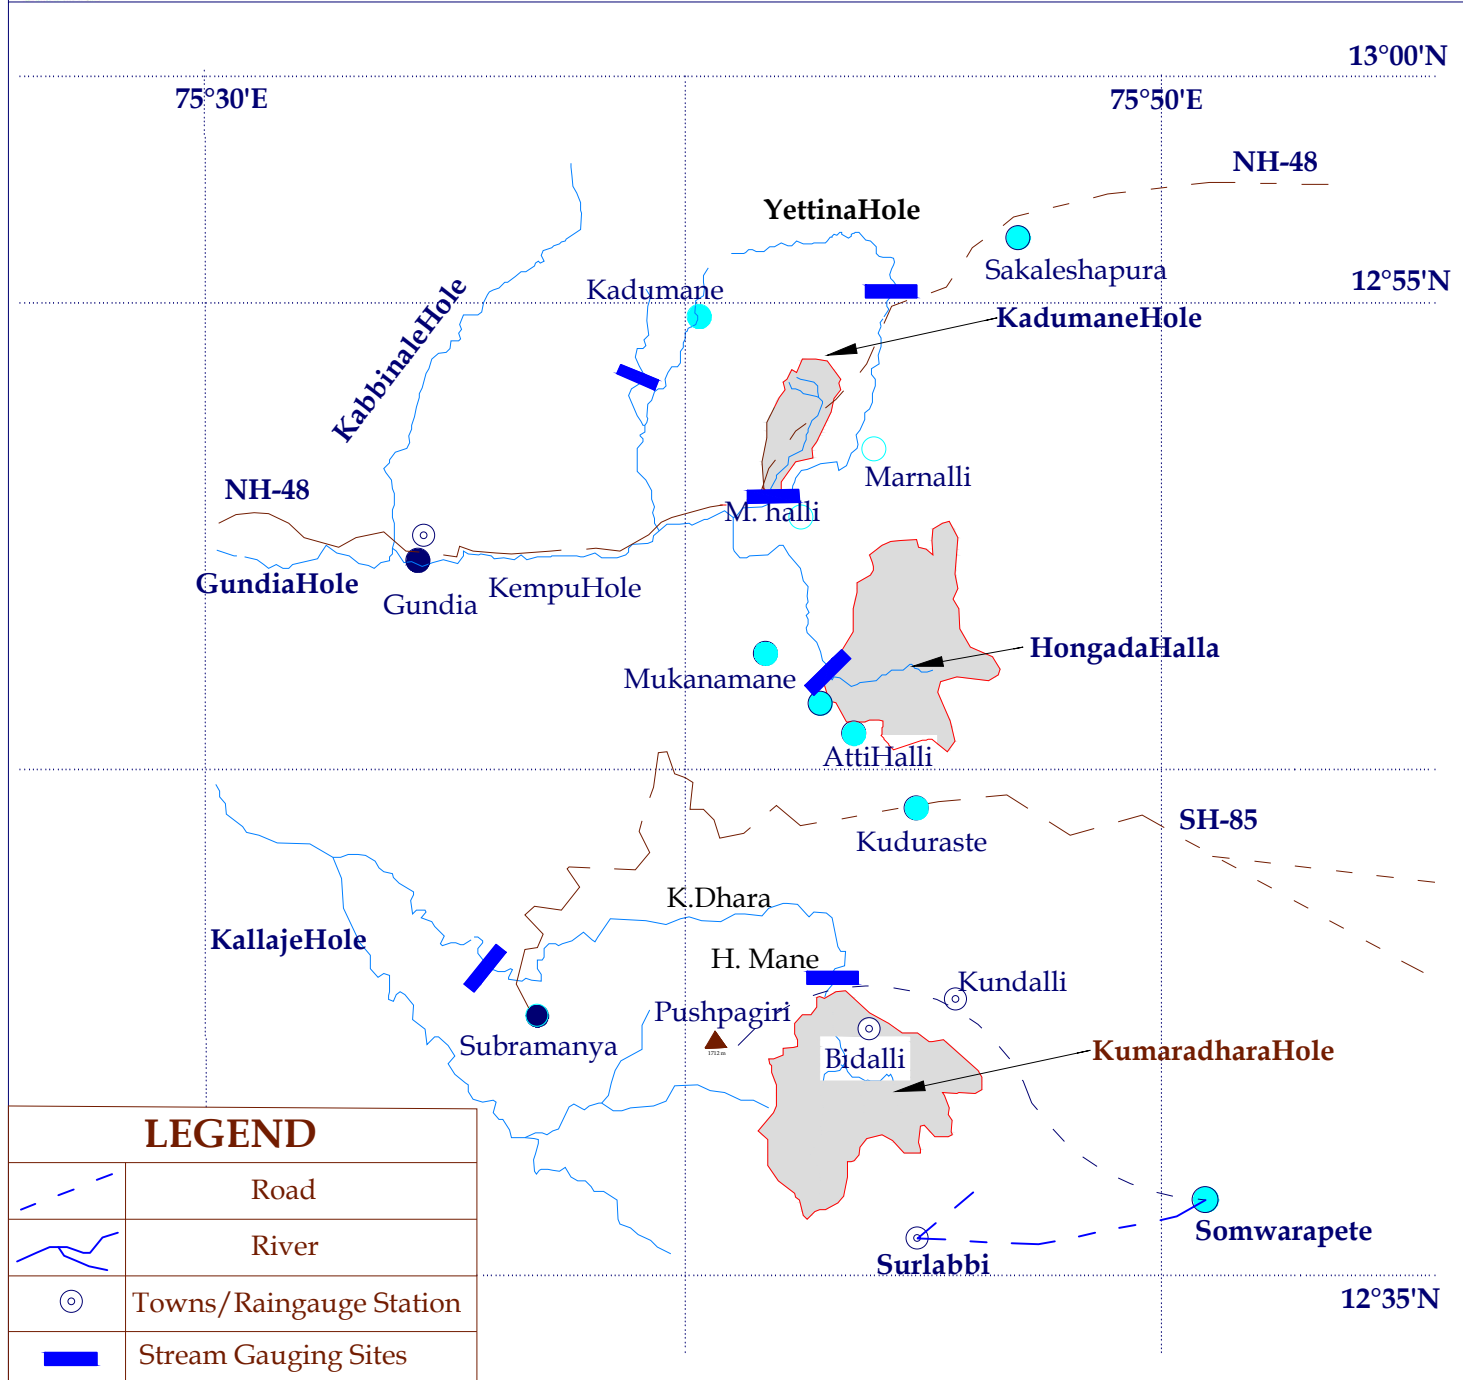 13°00'N
75°30'E
75°50'E
NH-48
YettinaHole
Sakaleshapura
12°55'N
Kadumane
KadumaneHole
KabbinaleHole
Marnalli
NH-48
M. halli
GundiaHole
KempuHole
Gundia
HongadaHalla
Mukanamane
AttiHalli
SH-85
Kuduraste
K.Dhara
KallajeHole
H. Mane
Kundalli
Pushpagiri
Subramanya
1712 m
Bidalli
KumaradharaHole
LEGEND
Road
River
Towns/Raingauge Station
Stream Gauging Sites
Somwarapete
Surlabbi
12°35'N